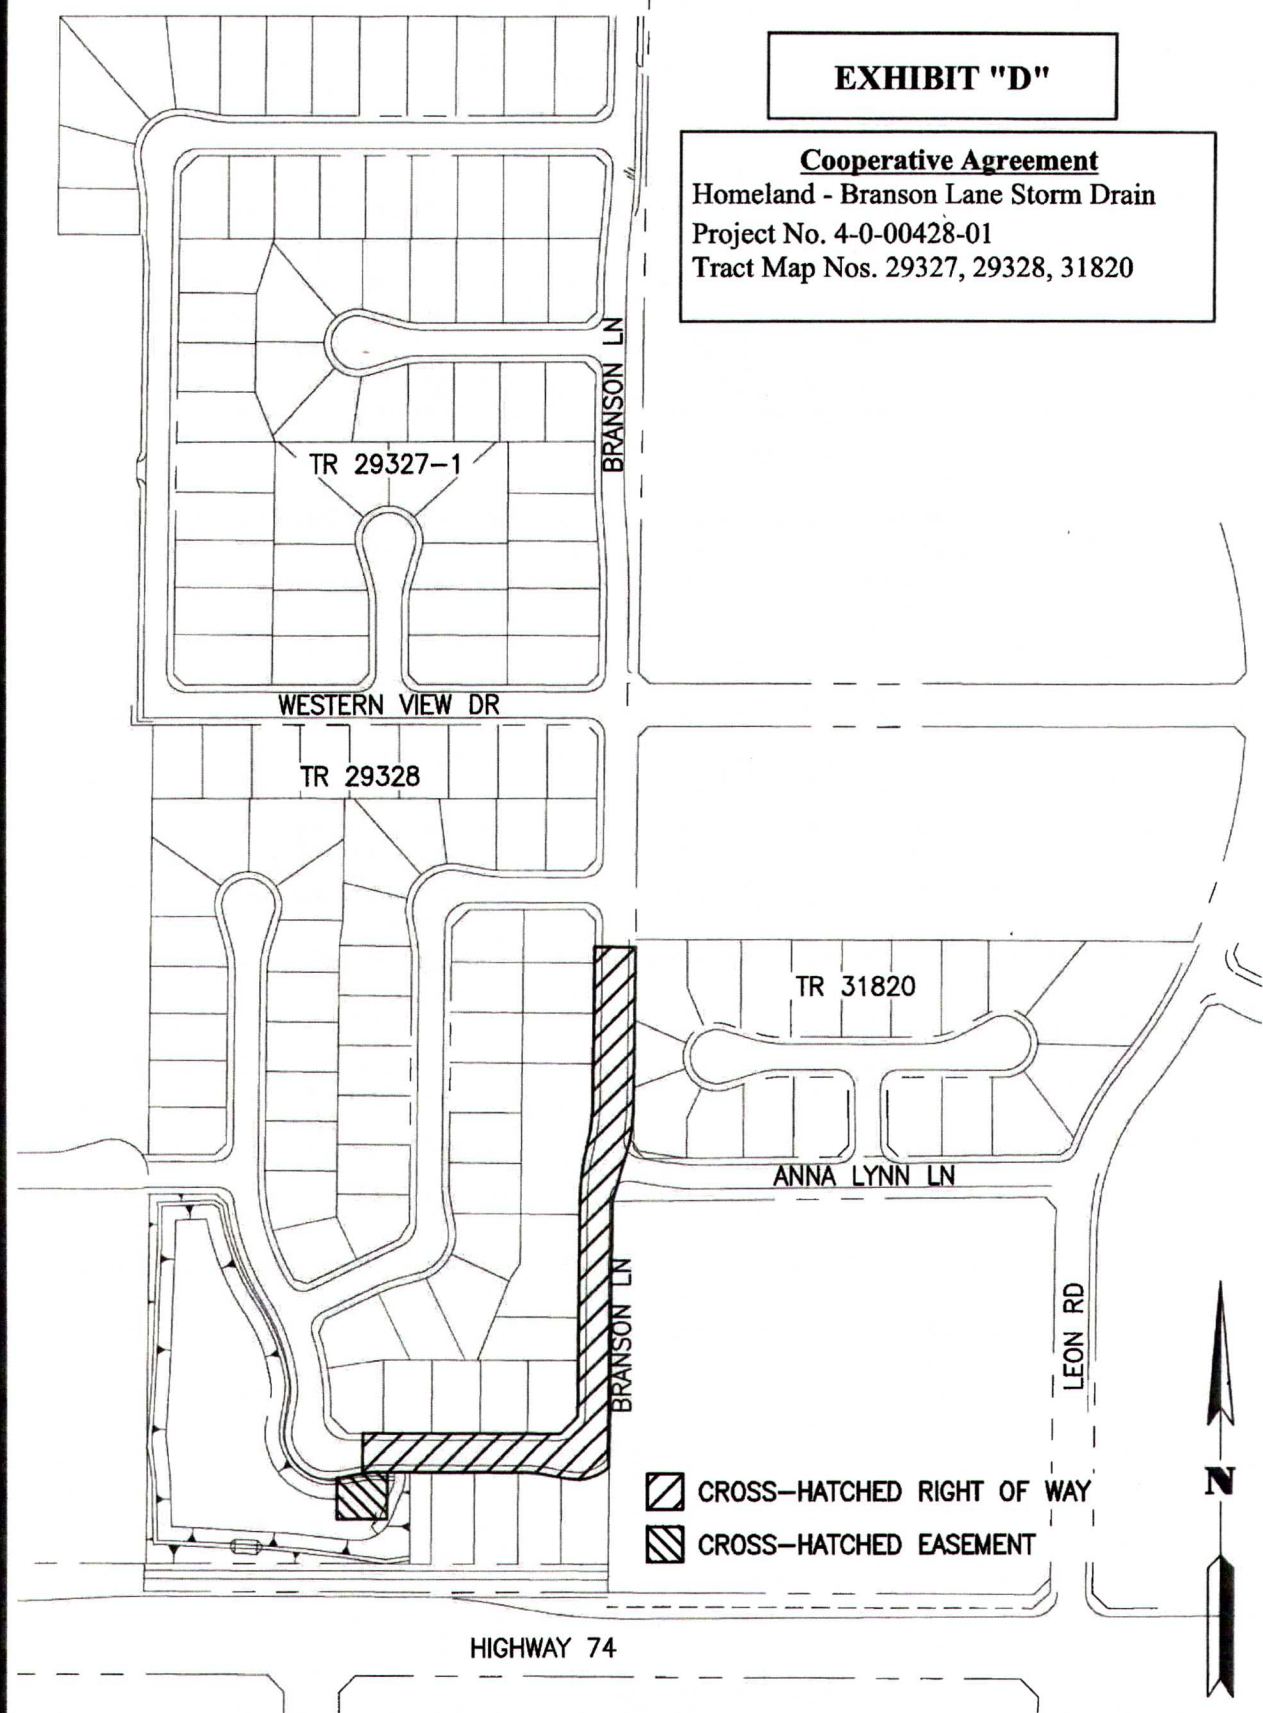 EXHIBIT "D"
Cooperative Agreement
Homeland - Branson Lane Storm Drain
Project No. 4-0-00428-01
Tract Map Nos. 29327, 29328, 31820
BRANSON LN
TR 29327-1
WESTERN VIEW DR
TR 29328
TR 31820
ANNA LYNN LN
BRANSON LN
LEON RD
CROSS-HATCHED RIGHT OF WAY
N
CROSS-HATCHED EASEMENT
HIGHWAY 74